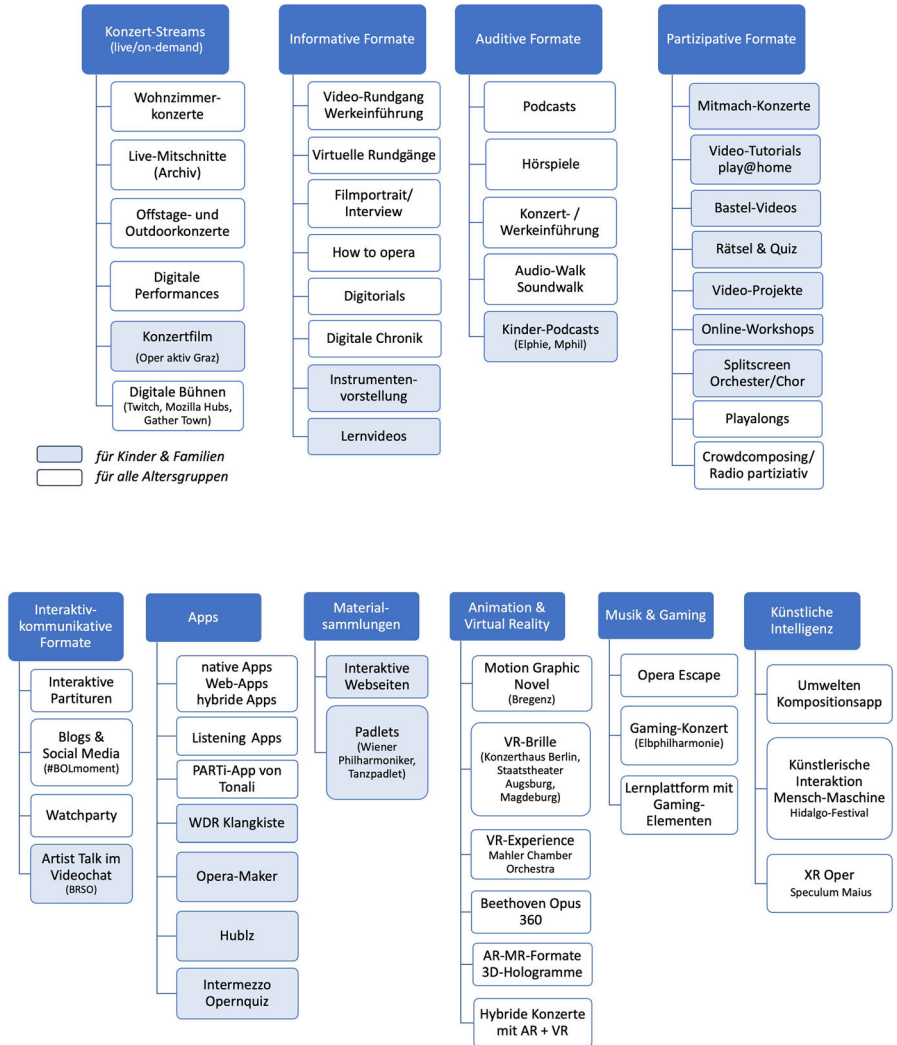 Konzert-Streams
(live/on-demand)
Wohnzimmer-
konzerte
Live-Mitschnitte
(Archiv)
Offstage- und
Outdoorkonzerte
Digitale
Performances
Konzertfilm
(Oper aktiv Graz)
Digitale Bühnen
(Twitch, Mozilla Hubs,
Gather Town)
Informative Formate
Video-Rundgang
Werkeinführung
Virtuelle Rundgänge
Filmportrait/
Interview
How to opera
Digitorials
Digitale Chronik
Instrumenten-
vorstellung
Lernvideos
Auditive Formate
Podcasts
Hörspiele
Konzert- /
Werkeinführung
Audio-Walk
Soundwalk
Kinder-Podcasts
(Elphie, Mphil)
Partizipative Formate
Mitmach-Konzerte
Video-Tutorials
play@home
Bastel-Videos
Rätsel & Quiz
Video-Projekte
Online-Workshops
Splitscreen
Orchester/Chor
Playalongs
Crowdcomposing/
Radio partiziativ
für Kinder & Familien
für alle Altersgruppen
Interaktiv-
kommunikative
Formate
Interaktive
Partituren
Blogs &
Social Media
(#BOLmoment)
Watchparty
Artist Talk im
Videochat
(BRSO)
Apps
native Apps
Web-Apps
hybride Apps
Listening Apps
PARTi-App von
Tonali
WDR Klangkiste
Opera-Maker
Hublz
Intermezzo
Opernquiz
Material-
sammlungen
Interaktive
Webseiten
Padlets
(Wiener
Philharmoniker,
Tanzpadlet)
Animation &
Virtual Reality
Motion Graphic
Novel
(Bregenz)
VR-Brille
(Konzerthaus Berlin,
Staatstheater
Augsburg,
Magdeburg)
VR-Experience
Mahler Chamber
Orchestra
Beethoven Opus
360
AR-MR-Formate
3D-Hologramme
Hybride Konzerte
mit AR + VR
Musik & Gaming
Opera Escape
Gaming-Konzert
(Elbphilharmonie)
Lernplattform mit
Gaming-
Elementen
Künstliche
Intelligenz
Umwelten
Kompositionsapp
Künstlerische
Interaktion
Mensch-Maschine
Hidalgo-Festival
XR Oper
Speculum Maius